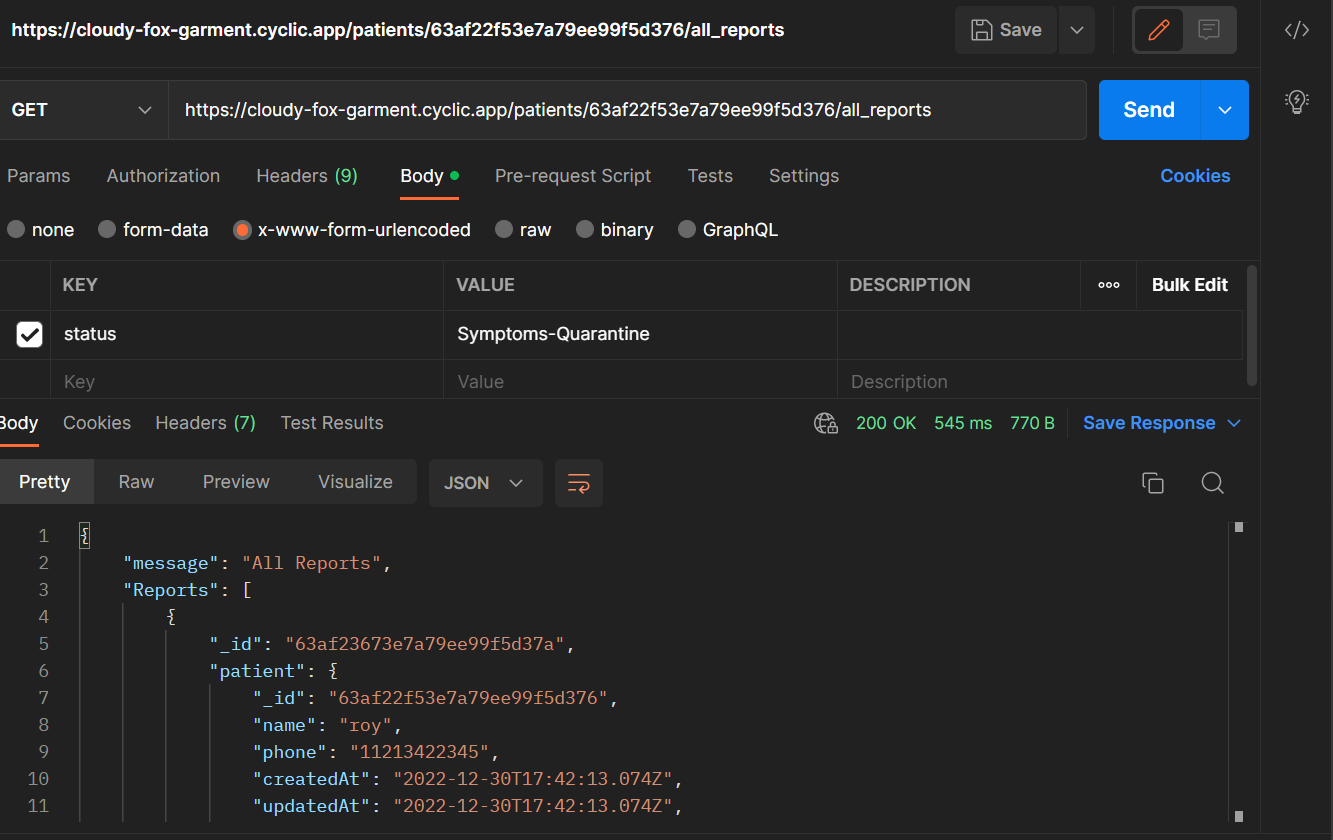 https://cloudy-fox-garment.cyclic.app/patients/63af22f53e7a79ee99f5d376/all_reports
Save
GET
https://cloudy-fox-garment.cyclic.app/patients/63af22f53e7a79ee99f5d376/all_reports
Send
Params Authorization Headers (9) Body Pre-request Script Tests Settings Cookies
none form-data x-www-form-urlencoded raw binary GraphQL
KEY VALUE DESCRIPTION ooo Bulk Edit
status Symptoms-Quarantine
Key Value Description
Body Cookies Headers (7) Test Results 200 OK 545 ms 770 B Save Response
Pretty Raw Preview Visualize JSON
1 {
2 "message": "All Reports",
3 "Reports": [
4 {
5 "_id": "63af23673e7a79ee99f5d37a",
6 "patient": {
7 "_id": "63af22f53e7a79ee99f5d376",
8 "name": "roy",
9 "phone": "11213422345",
10 "createdAt": "2022-12-30T17:42:13.074Z",
11 "updatedAt": "2022-12-30T17:42:13.074Z",